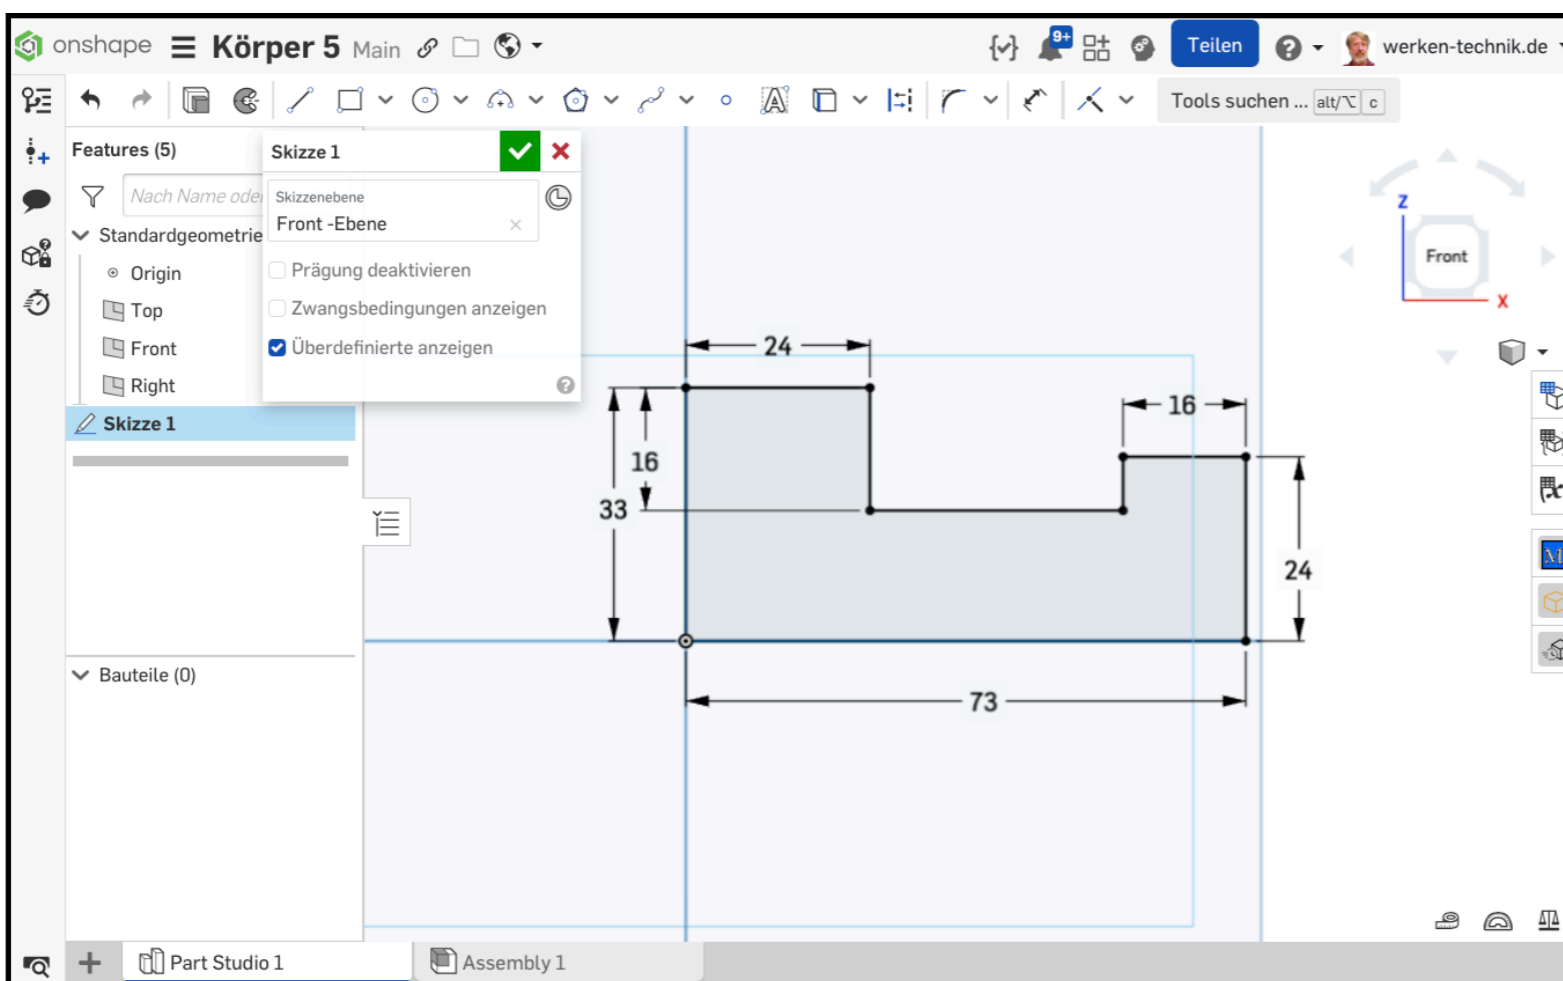 onshape Körper 5 Main 9+ Teilen werken-technik.de
Tools suchen ... alt/⌥ c
Features (5)
Skizze 1
Nach Name oder
Skizzenebene
Front -Ebene
Standardgeometrie
Prägung deaktivieren
Origin
Zwangsbedingungen anzeigen
Top
Überdefinierte anzeigen
Front
Right
Skizze 1
Z
Front
X
24
16
16
33
24
73
Bauteile (0)
Part Studio 1
Assembly 1